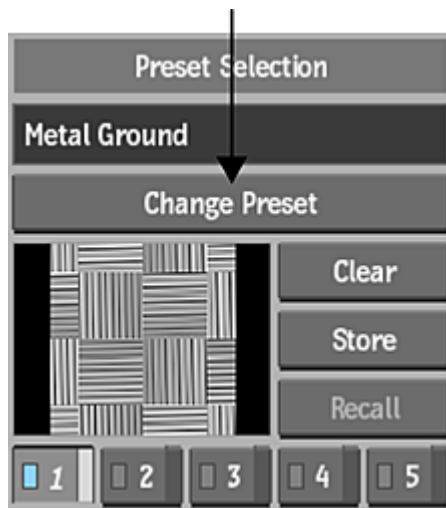 Preset Selection
Metal Ground
Change Preset
Clear
Store
Recall
1 2 3 4 5